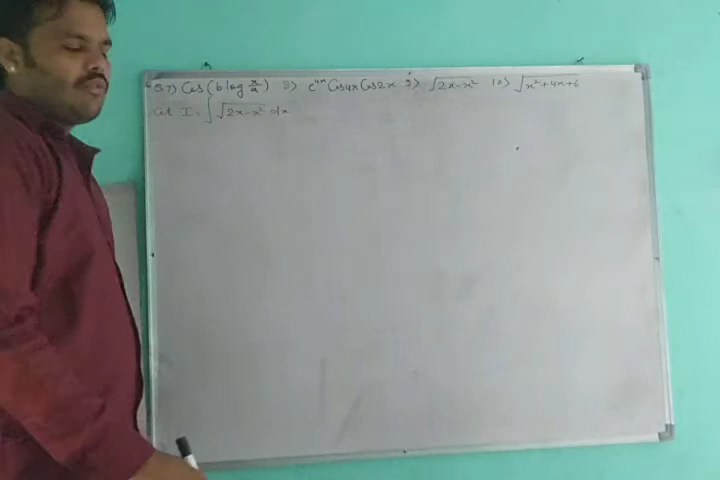 Q.7) Cos(b log x/a) 8) e^4x Cos4x Cos2x 9) √2x-x² 10) √x²+4x+6
Let I = ∫ √2x-x² dx